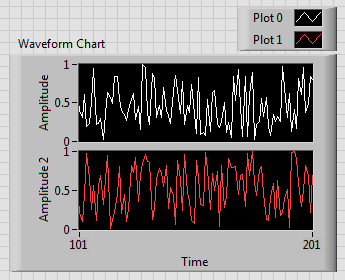 Plot 0
Plot 1
Waveform Chart
1
0.5
0
Amplitude
1
0.5
0
Amplitude 2
101
201
Time